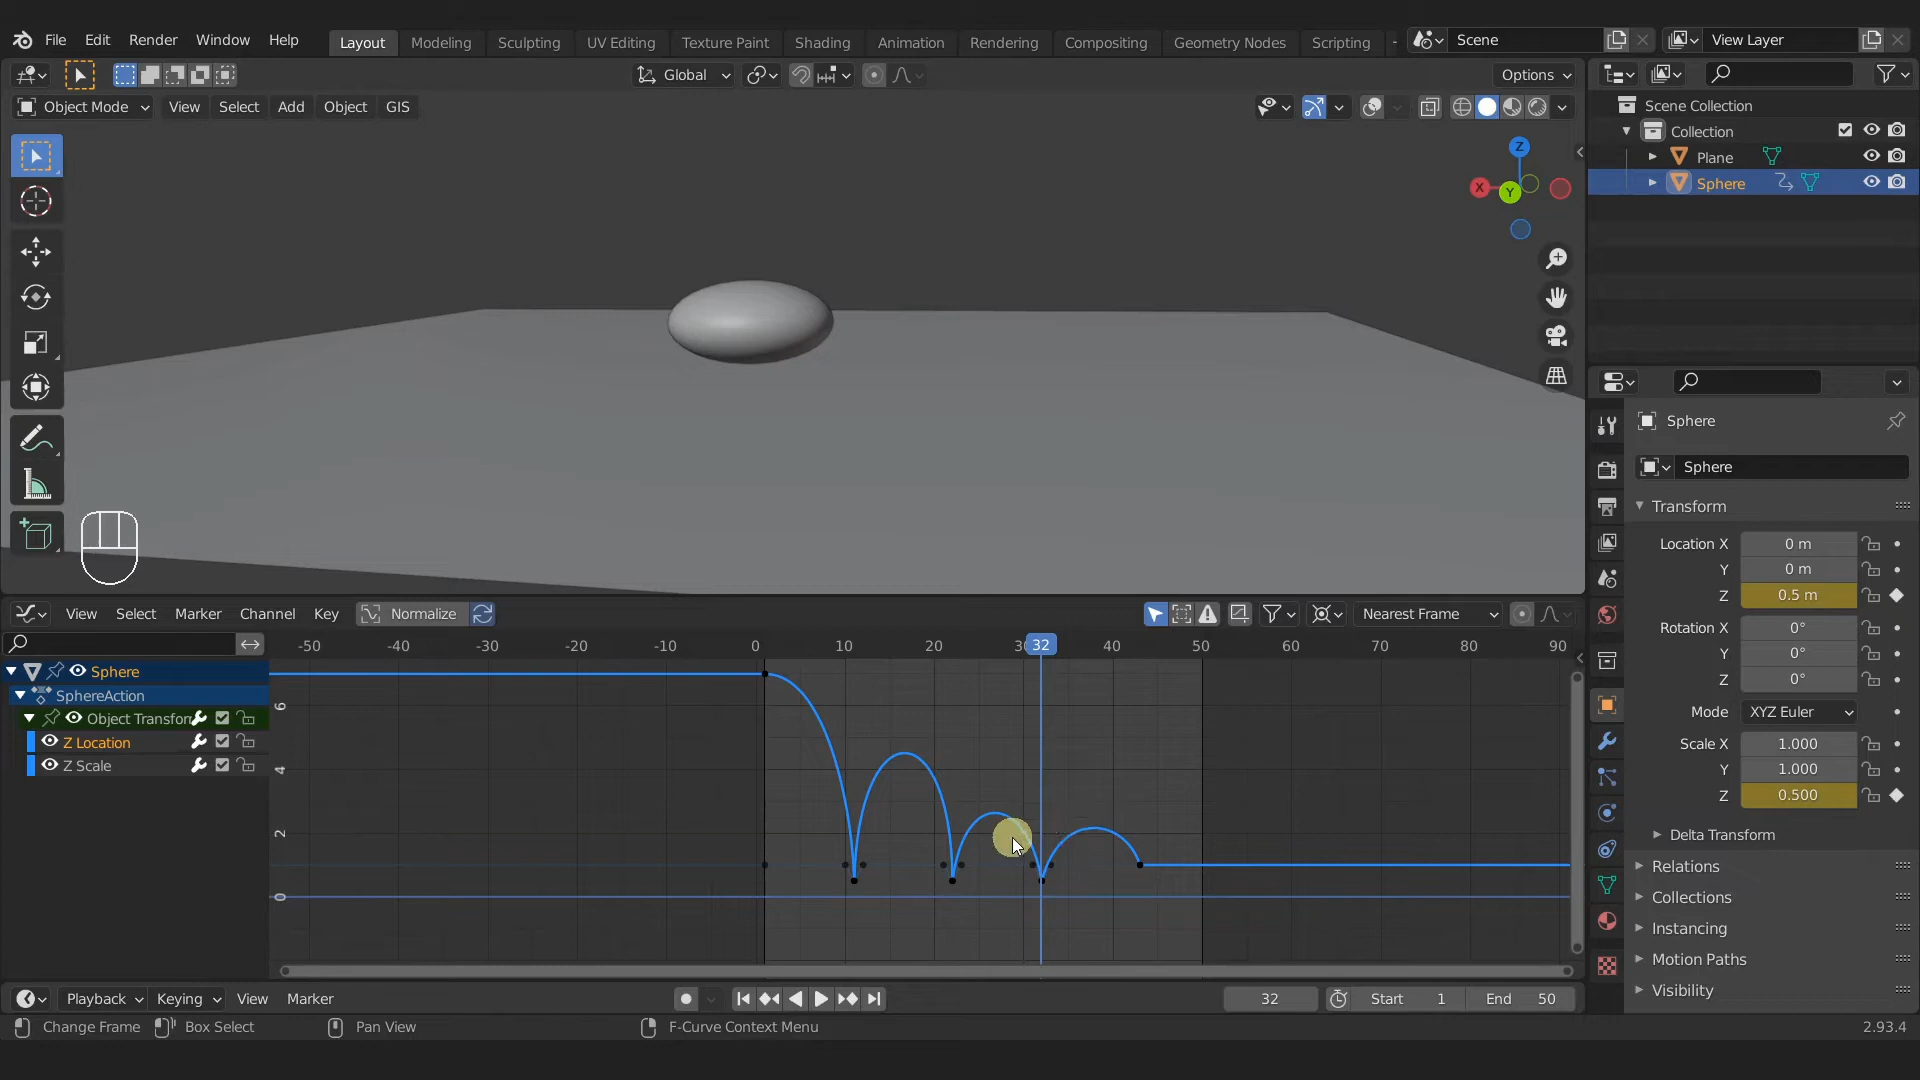 File Edit Render Window Help Layout Modeling Sculpting UV Editing Texture Paint Shading Animation Rendering Compositing Geometry Nodes Scripting Scene View Layer
Global Options
Object Mode View Select Add Object GIS
Scene Collection
Collection
Plane
Sphere
Z
X
Y
Sphere
Sphere
Transform
Location X 0 m
Y 0 m
Z 0.5 m
Rotation X 0°
Y 0°
Z 0°
Mode XYZ Euler
Scale X 1.000
Y 1.000
Z 0.500
Delta Transform
Relations
Collections
Instancing
Motion Paths
Visibility
View Select Marker Channel Key Normalize Nearest Frame
-50 -40 -30 -20 -10 0 10 20 32 40 50 60 70 80 90
Sphere
SphereAction
Object Transfor
Z Location
Z Scale
6
4
2
0
Playback Keying View Marker 32 Start 1 End 50
Change Frame Box Select Pan View F-Curve Context Menu 2.93.4